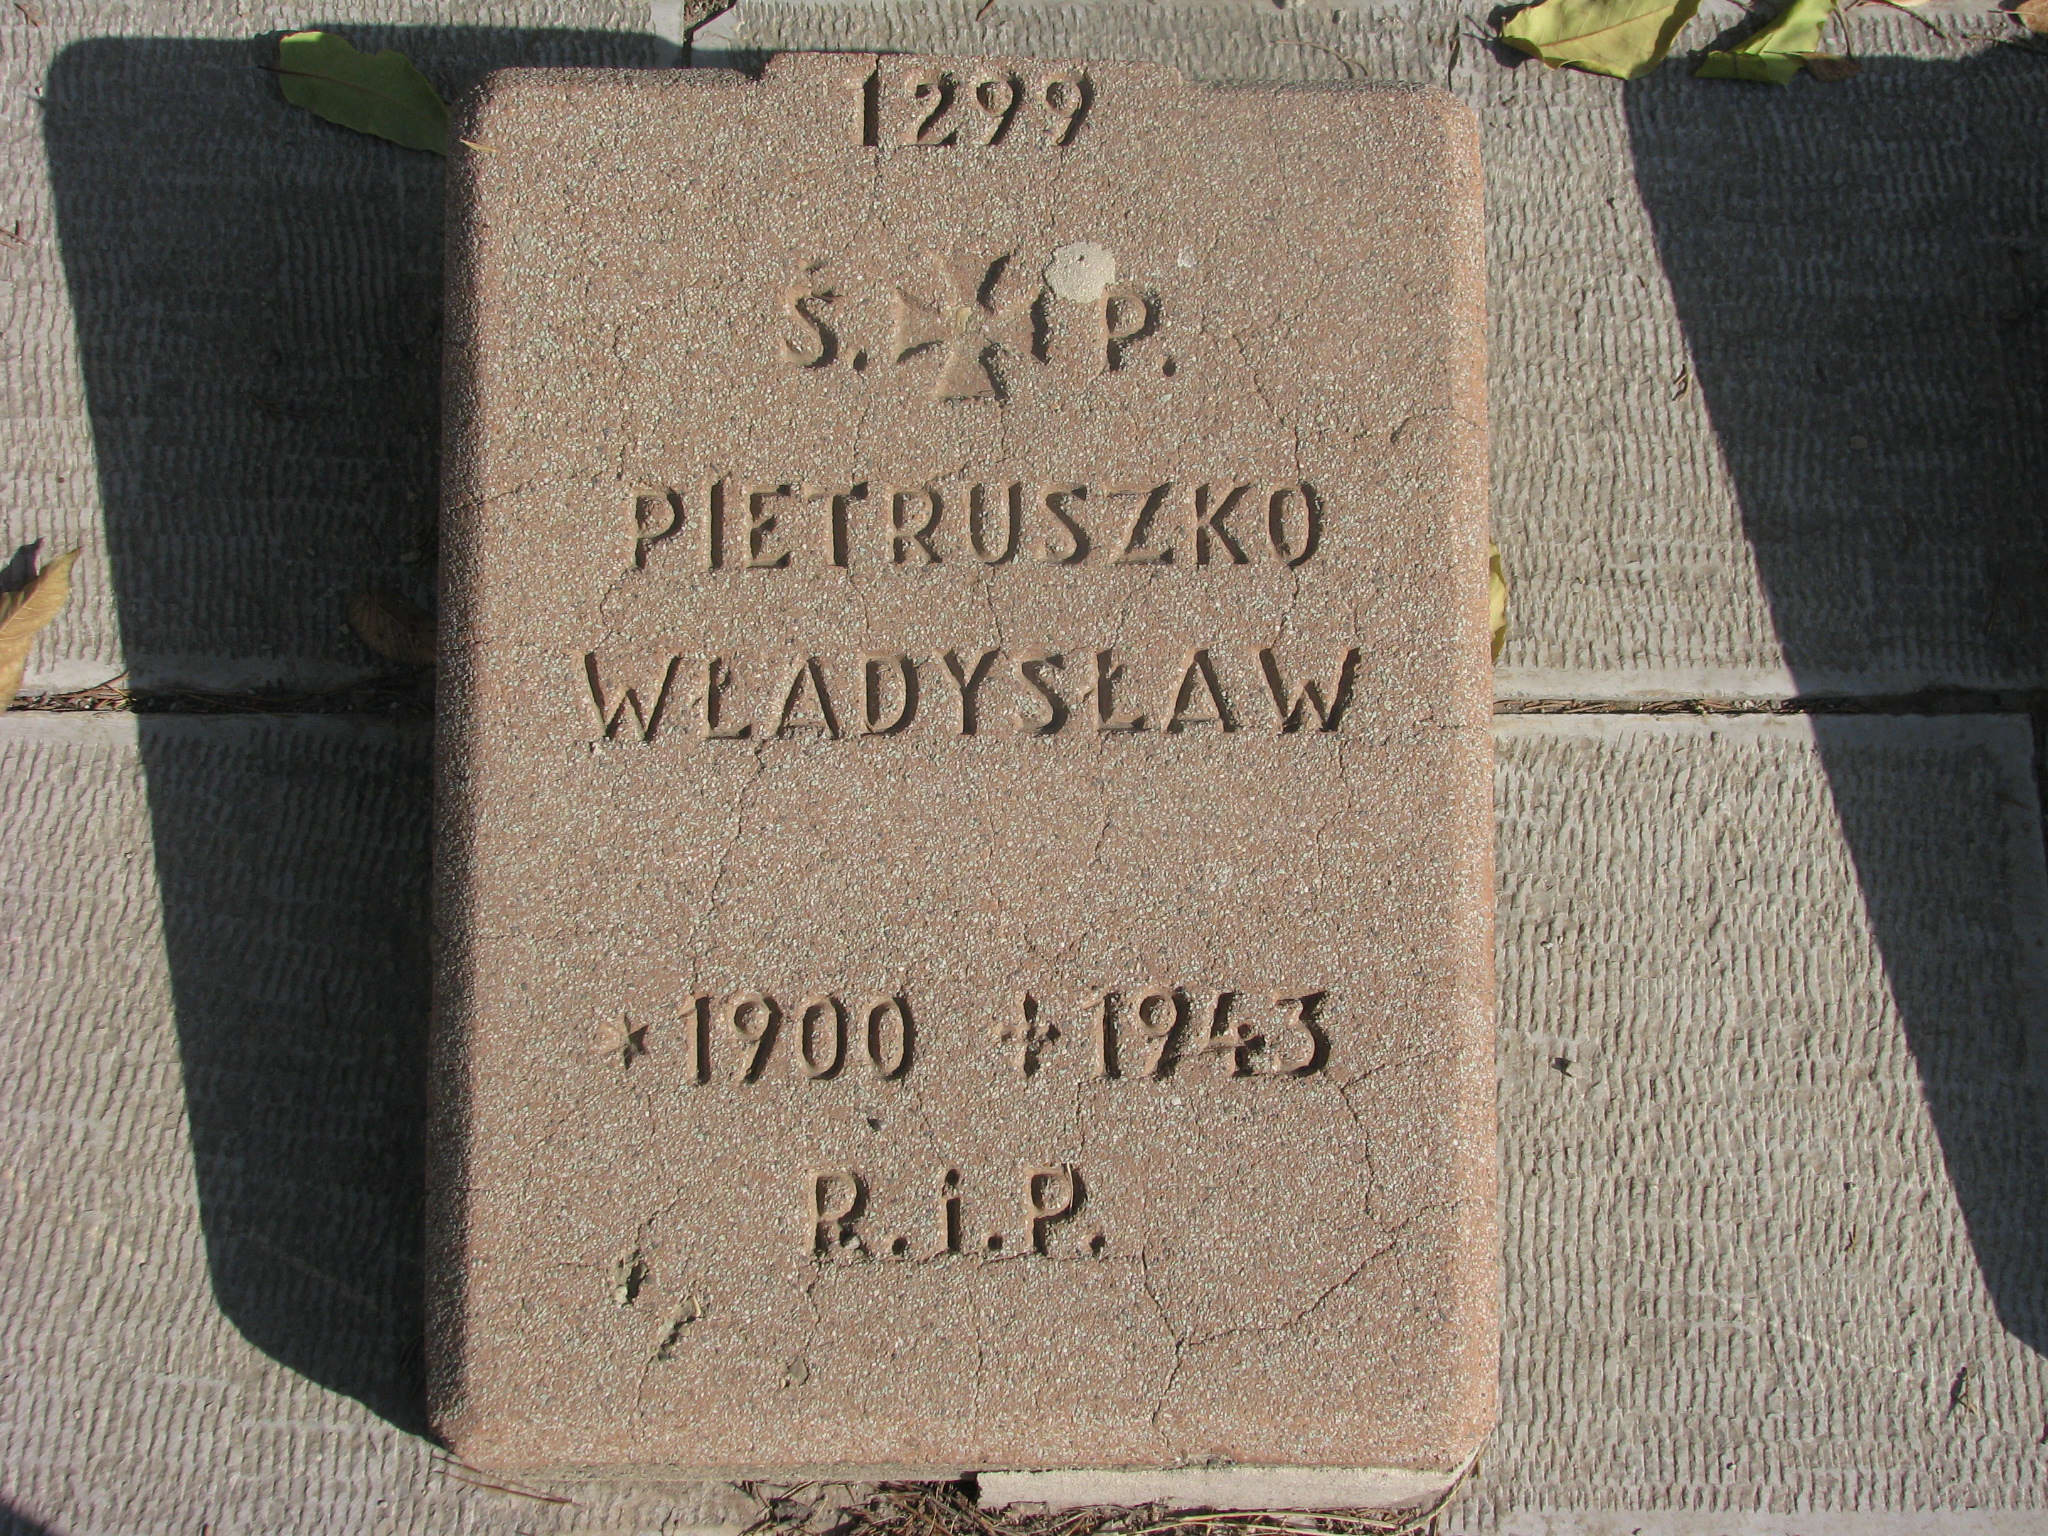 1299
Ś. P.
PIETRUSZKO
WŁADYSŁAW
* 1900 + 1943
R.i.P.